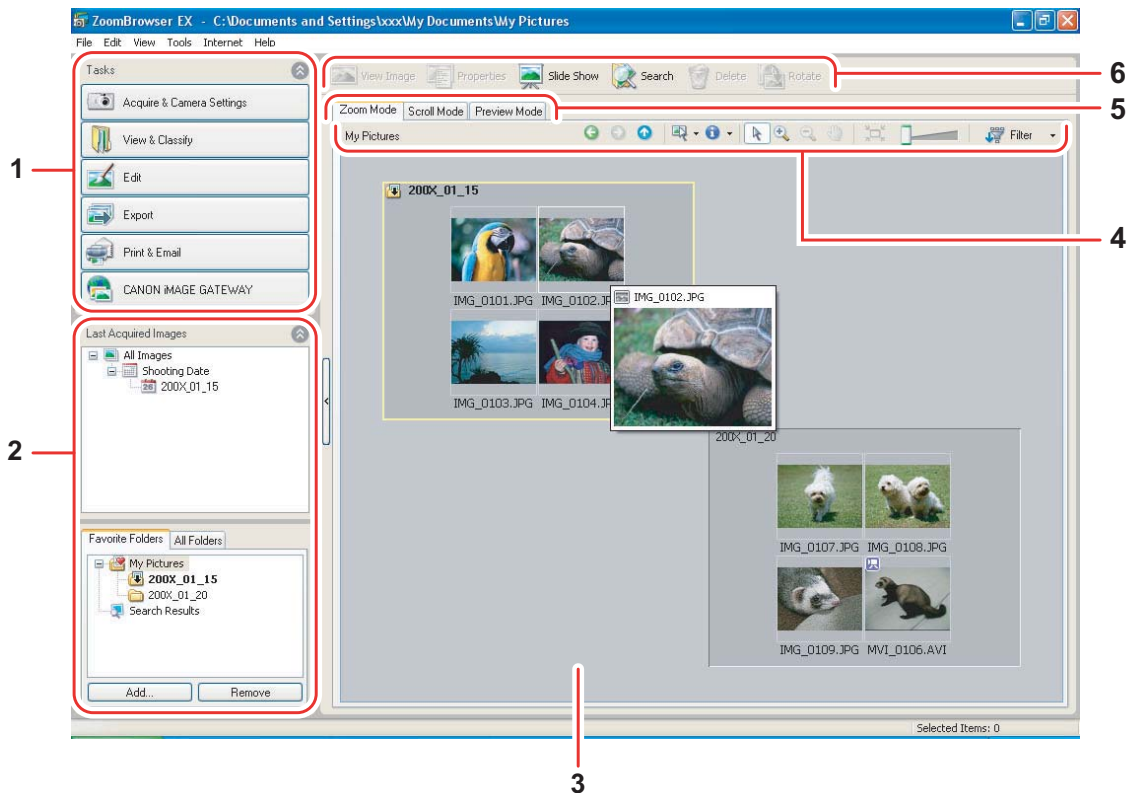 ZoomBrowser EX - C:\Documents and Settings\xxx\My Documents\My Pictures
File Edit View Tools Internet Help
Tasks
Acquire & Camera Settings
View & Classify
Edit
Export
Print & Email
CANON iMAGE GATEWAY
1
Last Acquired Images
All Images
Shooting Date
26 200X_01_15
2
Favorite Folders All Folders
My Pictures
200X_01_15
200X_01_20
Search Results
Add... Remove
View Image Properties Slide Show Search Delete Rotate
6
Zoom Mode Scroll Mode Preview Mode
5
My Pictures Filter
4
200X_01_15
IMG_0101.JPG IMG_0102.JP
IMG_0102.JPG
IMG_0103.JPG IMG_0104.JP
200X_01_20
IMG_0107.JPG IMG_0108.JPG
IMG_0109.JPG MVI_0106.AVI
Selected Items: 0
3